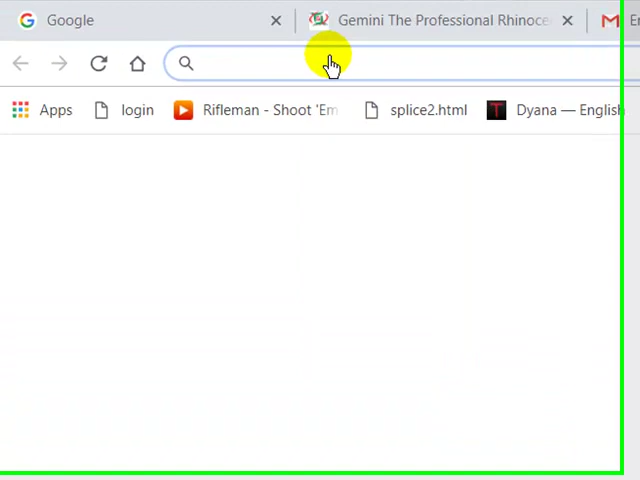 Google
Gemini The Professional Rhinoce
Apps
login
Rifleman - Shoot 'Em
splice2.html
Dyana — English